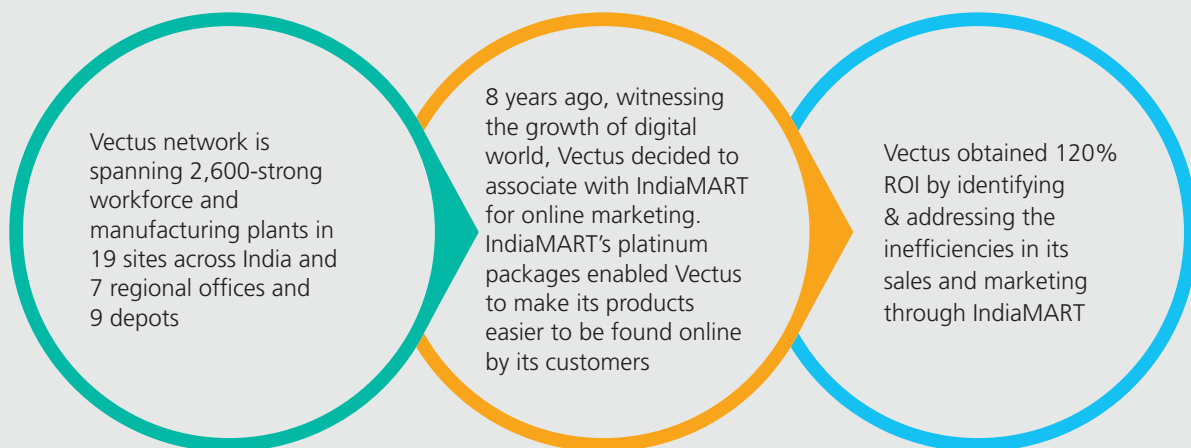 Vectus network is
spanning 2,600-strong
workforce and
manufacturing plants in
19 sites across India and
7 regional offices and
9 depots
8 years ago, witnessing
the growth of digital
world, Vectus decided to
associate with IndiaMART
for online marketing.
IndiaMART’s platinum
packages enabled Vectus
to make its products
easier to be found online
by its customers
Vectus obtained 120%
ROI by identifying
& addressing the
inefficiencies in its
sales and marketing
through IndiaMART